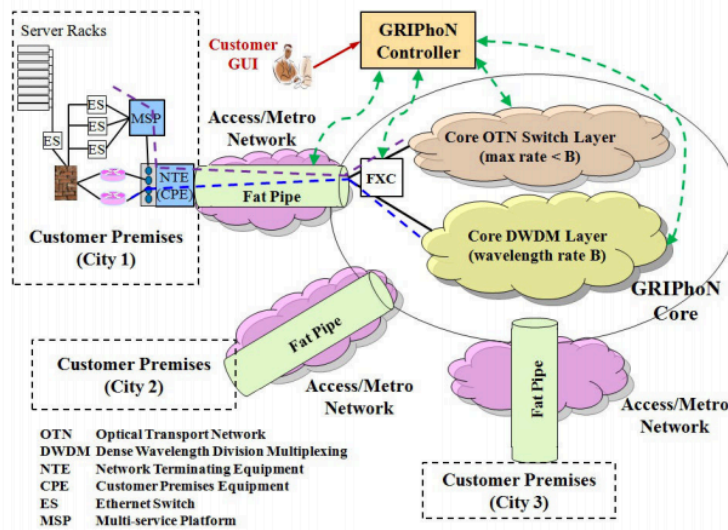 Server Racks
ES
ES
ES
ES
MSP
NTE
(CPE)
Customer Premises
(City 1)
Customer
GUI
GRIPhoN
Controller
Access/Metro
Network
Fat Pipe
FXC
Core OTN Switch Layer
(max rate < B)
Core DWDM Layer
(wavelength rate B)
GRIPhoN
Core
Customer Premises
(City 2)
Fat Pipe
Access/Metro
Network
Fat Pipe
Access/Metro
Network
Customer Premises
(City 3)
OTN Optical Transport Network
DWDM Dense Wavelength Division Multiplexing
NTE Network Terminating Equipment
CPE Customer Premises Equipment
ES Ethernet Switch
MSP Multi-service Platform